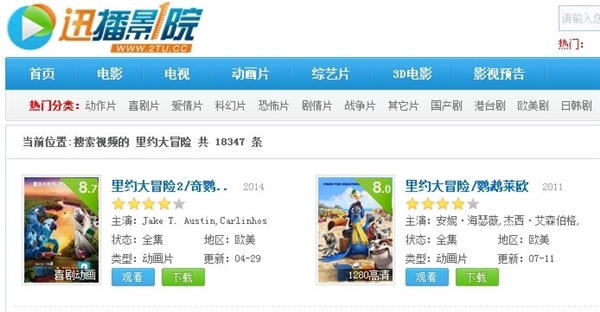 迅播影院
WWW.2TU.CC
请输入您
热门:
首页 电影 电视 动画片 综艺片 3D电影 影视预告
热门分类: 动作片 喜剧片 爱情片 科幻片 恐怖片 剧情片 战争片 其它片 国产剧 港台剧 欧美剧 日韩剧
当前位置:搜索视频的 里约大冒险 共 18347 条
8.7
喜剧动画
里约大冒险2/奇鹦.. 2014
主演: Jake T. Austin,Carlinhos
状态: 全集 地区: 欧美
类型: 动画片 更新: 04-29
观看 下载
8.0
1280高清
里约大冒险/鹦鹉莱欧 2011
主演: 安妮·海瑟薇,杰西·艾森伯格,
状态: 全集 地区: 欧美
类型: 动画片 更新: 07-11
观看 下载